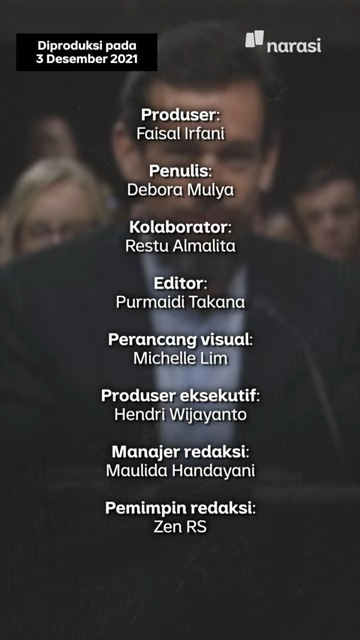 Diproduksi pada
3 Desember 2021
narasi
Produser:
Faisal Irfani
Penulis:
Debora Mulya
Kolaborator:
Restu Almalita
Editor:
Purmaidi Takana
Perancang visual:
Michelle Lim
Produser eksekutif:
Hendri Wijayanto
Manajer redaksi:
Maulida Handayani
Pemimpin redaksi:
Zen RS